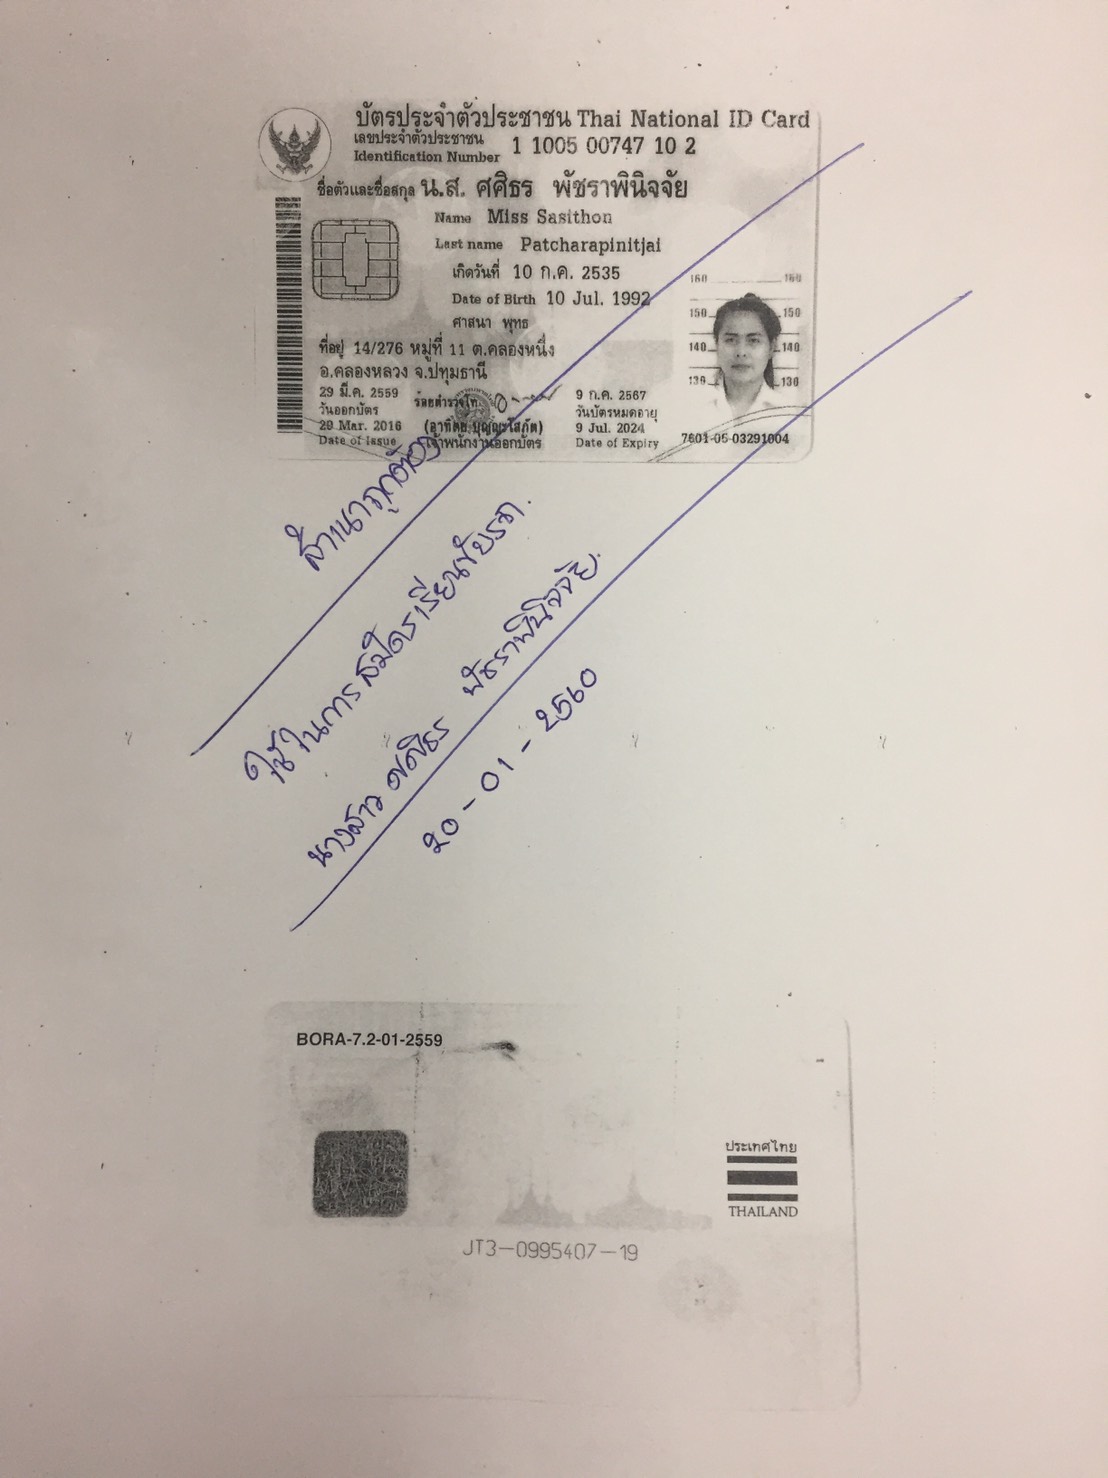 บัตรประจำตัวประชาชน Thai National ID Card
เลขประจำตัวประชาชน
Identification Number 1 1005 00747 10 2
ชื่อตัวและชื่อสกุล น.ส. ศศิธร พัชราพินิจจัย
Name Miss Sasithon
Last name Patcharapinitjai
เกิดวันที่ 10 ก.ค. 2535
Date of Birth 10 Jul. 1992
ศาสนา พุทธ
ที่อยู่ 14/276 หมู่ที่ 11 ต.คลองหนึ่ง
อ.คลองหลวง จ.ปทุมธานี
29 มี.ค. 2559
วันออกบัตร
29 Mar. 2016
Date of Issue
ร้อยตำรวจโท
เจ้าพนักงานออกบัตร
9 ก.ค. 2567
วันบัตรหมดอายุ
9 Jul. 2024
Date of Expiry
160 160
150 150
140 140
130 130
7601-05-03291004
สำเนาถูกต้อง
ใช้ในการสมัครเรียนขับรถ.
นางสาว ศศิธร พัชราพินิจจัย.
20-01-2560
BORA-7.2-01-2559
ประเทศไทย
THAILAND
JT3-0995407-19